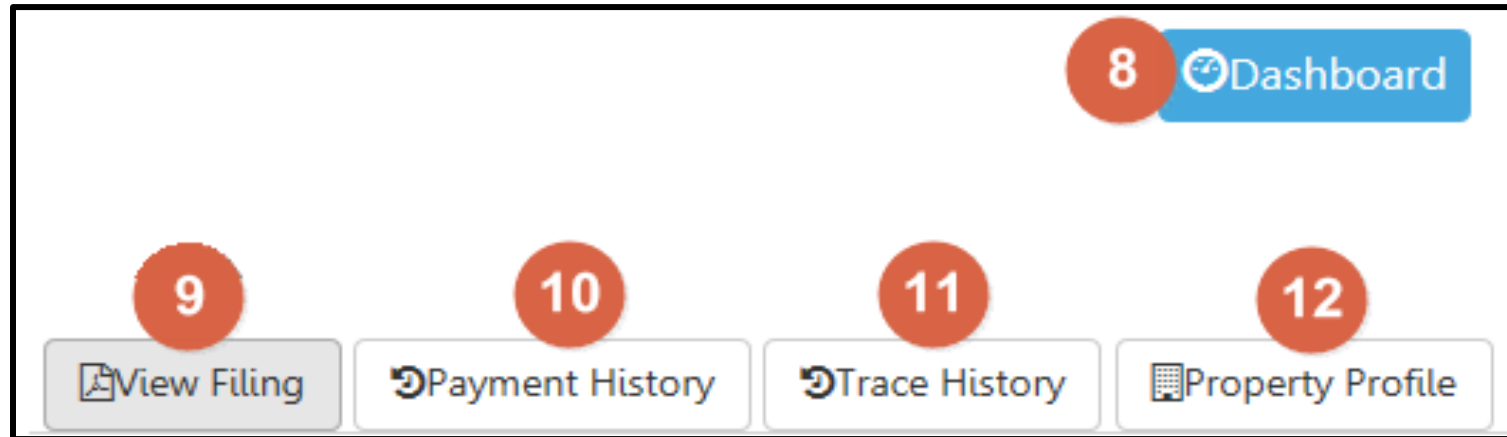 8 Dashboard
9 10 11 12
View Filing Payment History Trace History Property Profile